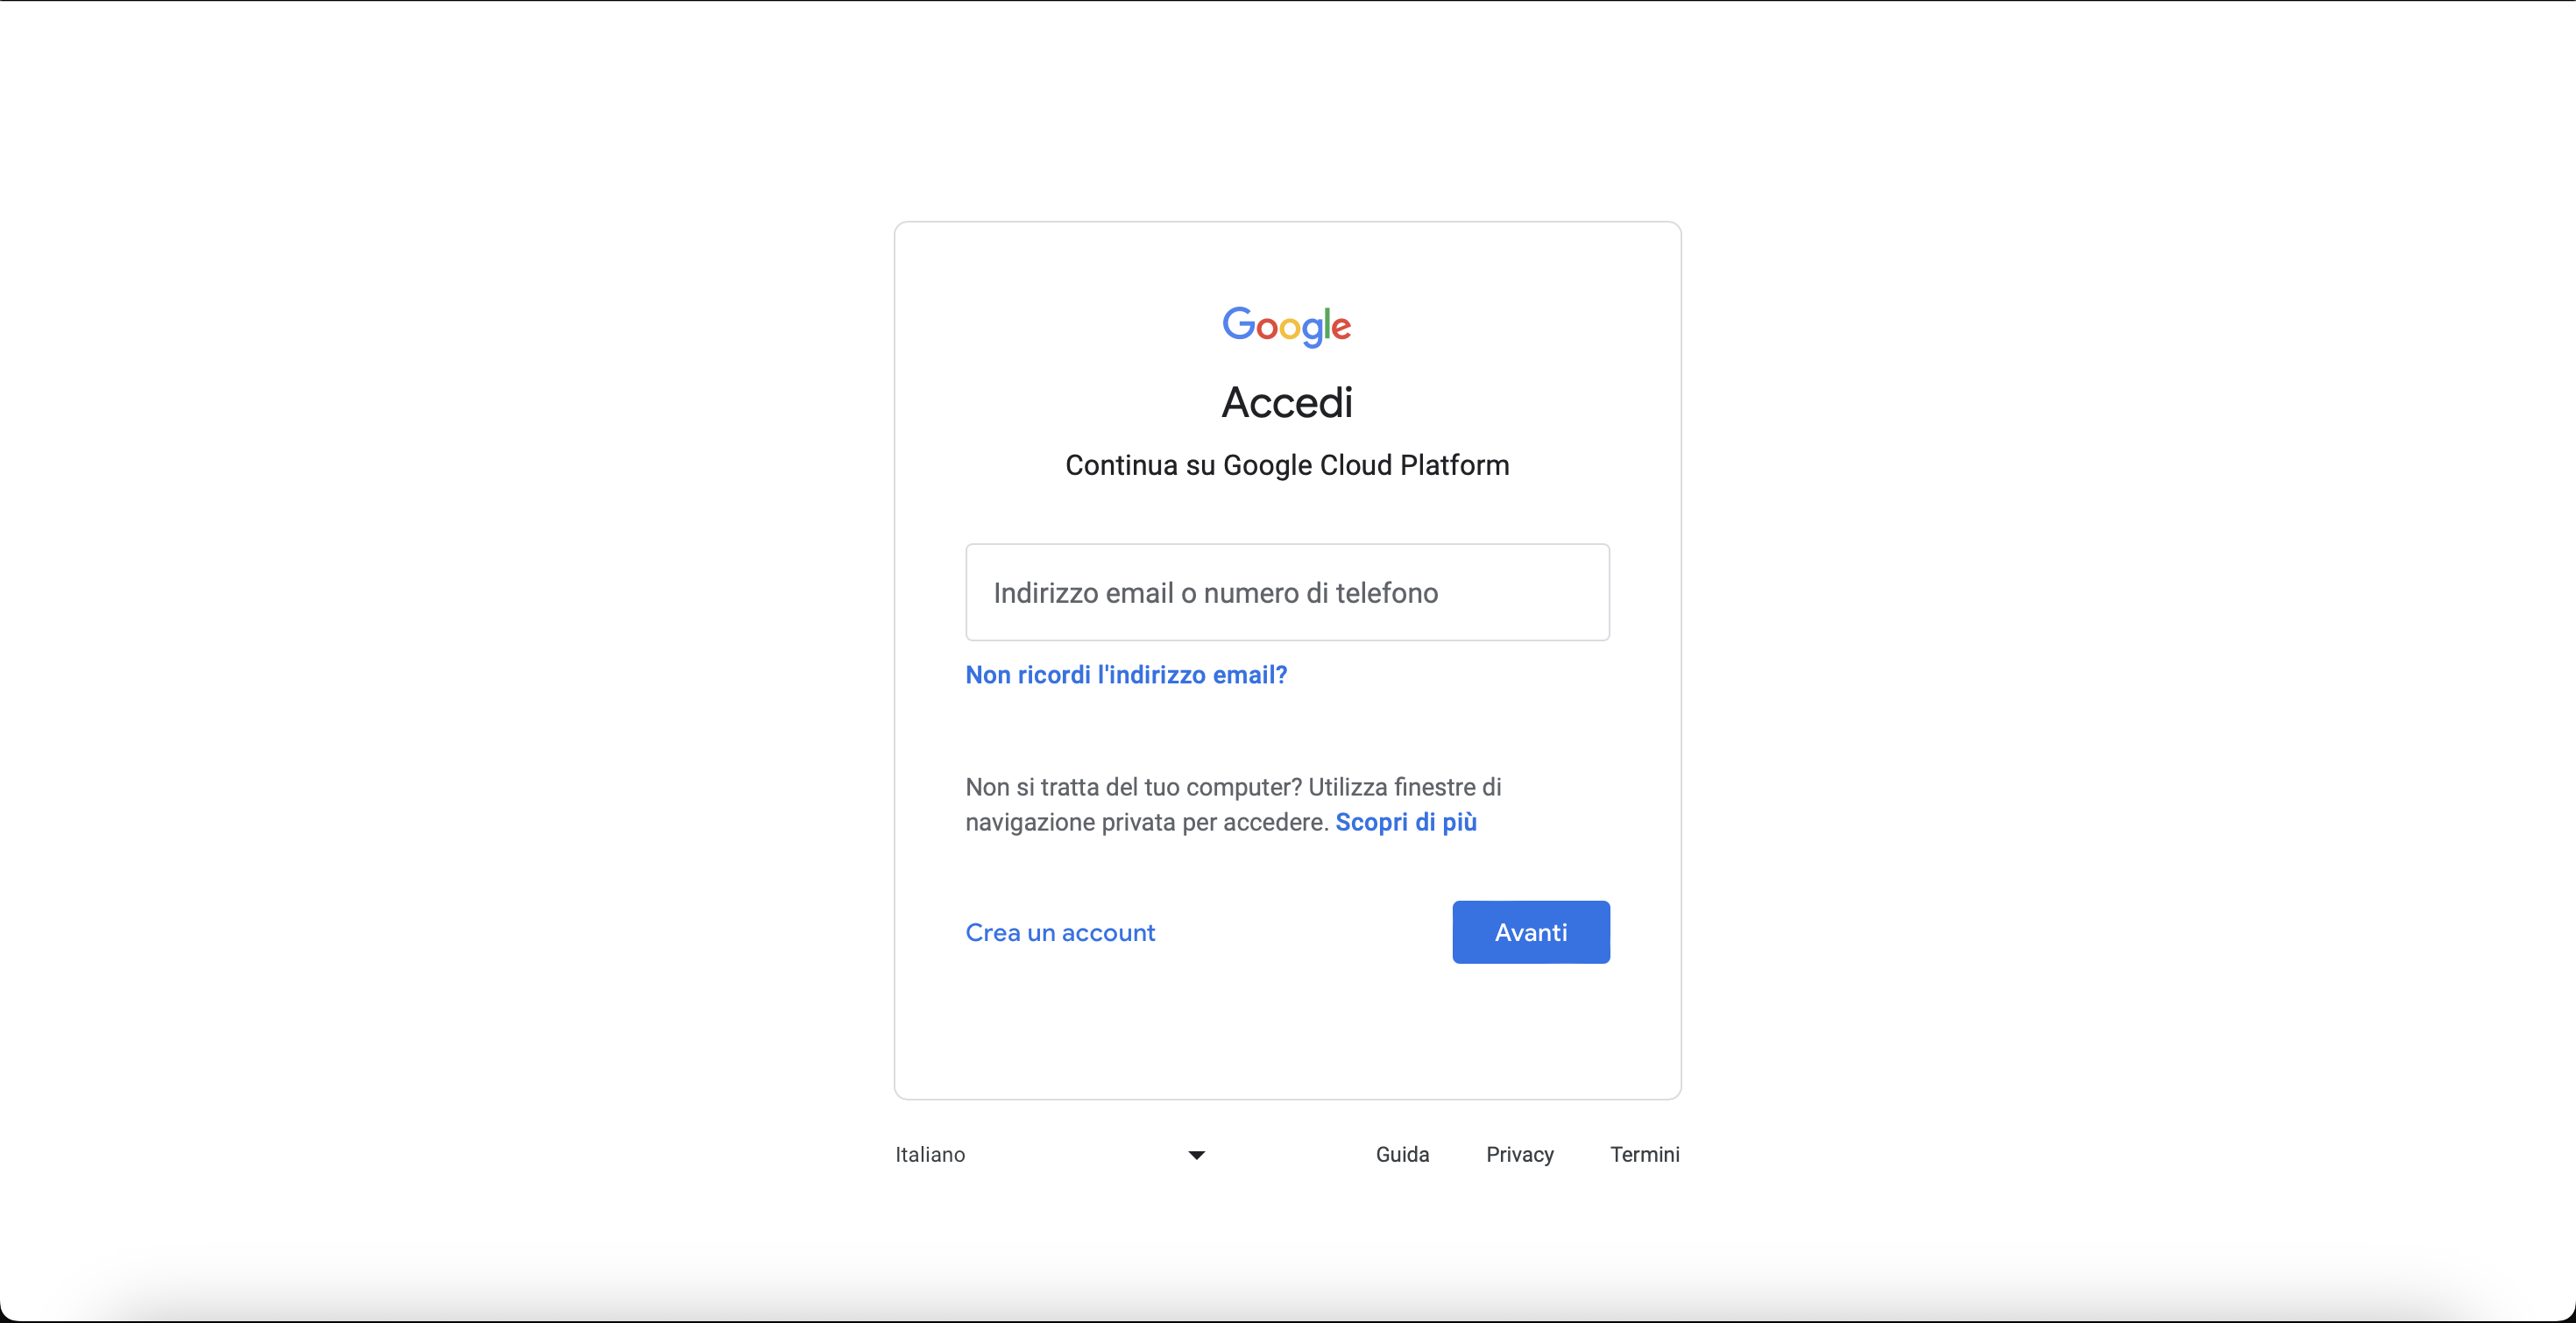 Google
Accedi
Continua su Google Cloud Platform
Indirizzo email o numero di telefono
Non ricordi l'indirizzo email?
Non si tratta del tuo computer? Utilizza finestre di
navigazione privata per accedere. Scopri di più
Crea un account
Avanti
Italiano
Guida
Privacy
Termini